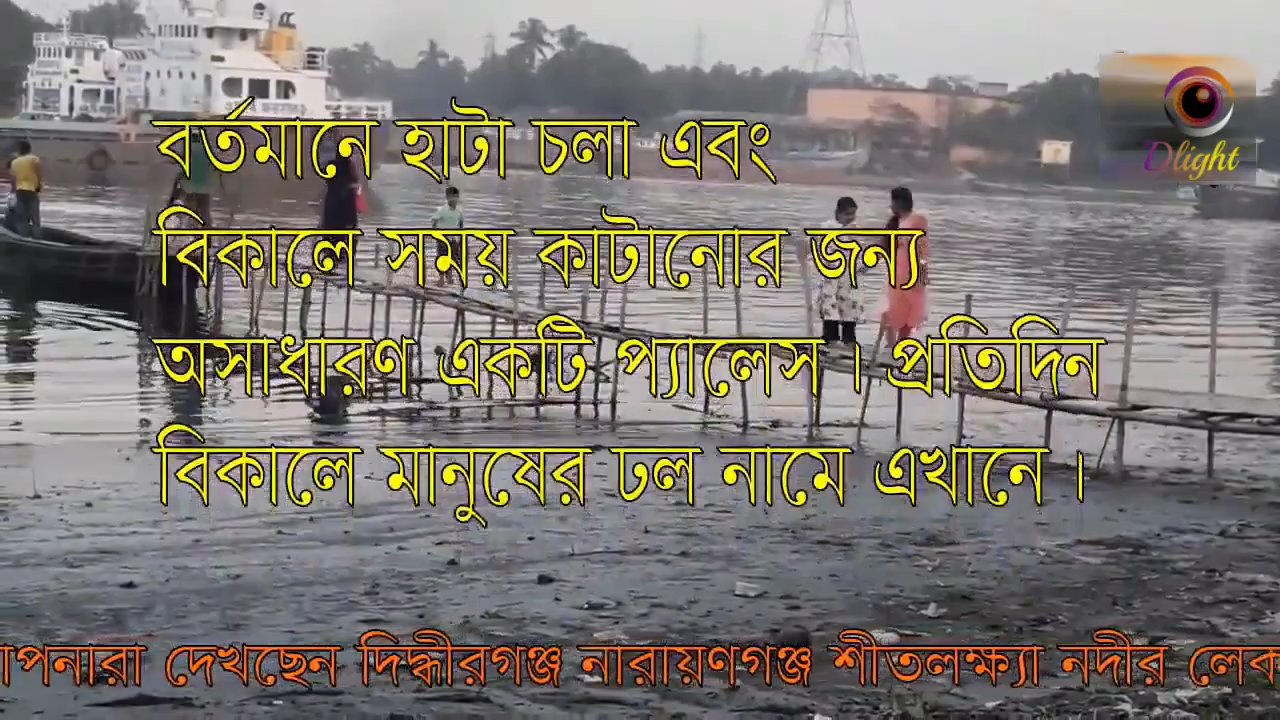 Dlight
বর্তমানে হাটা চলা এবং
বিকালে সময় কাটানোর জন্য
অসাধারণ একটি প্যালেস। প্রতিদিন
বিকালে মানুষের ঢল নামে এখানে।
পনারা দেখছেন দিদ্ধীরগঞ্জ নারায়ণগঞ্জ শীতলক্ষ্যা নদীর লেক